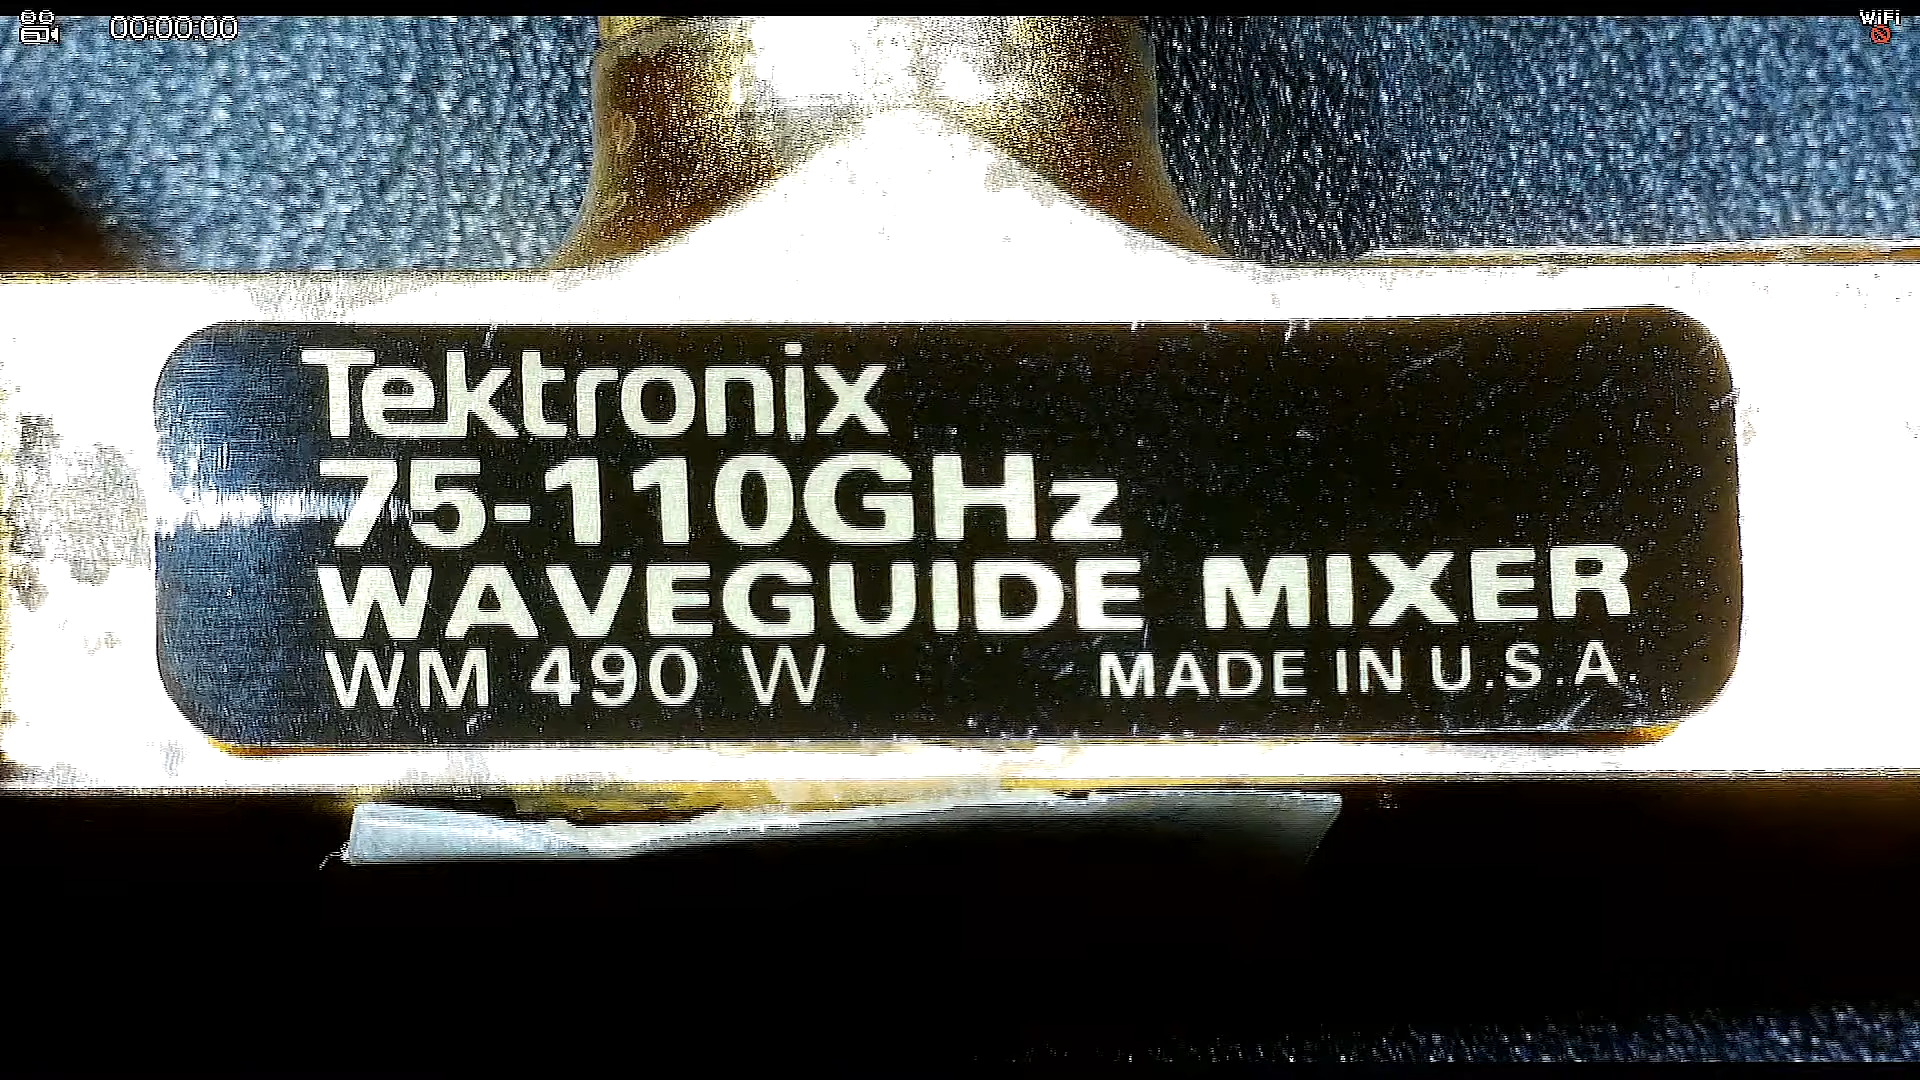 00:00:00
WiFi
Tektronix
75-110GHz
WAVEGUIDE MIXER
WM 490 W MADE IN U.S.A.